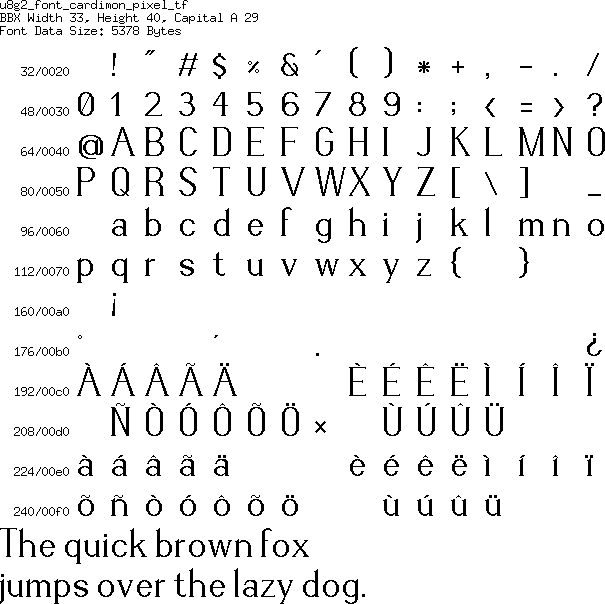 u8g2_font_cardimon_pixel_tf
BBX Width 33, Height 40, Capital A 29
Font Data Size: 5378 Bytes
32/0020 ! ″ # $ % & ´ ( ) * + , - . /
48/0030 0 1 2 3 4 5 6 7 8 9 : ; < = > ?
64/0040 @ A B C D E F G H I J K L M N O
80/0050 P Q R S T U V W X Y Z [ \ ] _
96/0060 a b c d e f g h i j k l m n o
112/0070 p q r s t u v w x y z { }
160/00a0 ¡
176/00b0 ° ´ . ¿
192/00c0 À Á Â Ã Ä È É Ê Ë Ì Í Î Ï
208/00d0 Ñ Ò Ó Ô Õ Ö × Ù Ú Û Ü
224/00e0 à á â ã ä è é ê ë ì í î ï
240/00f0 õ ñ ò ó ô õ ö ù ú û ü
The quick brown fox
jumps over the lazy dog.